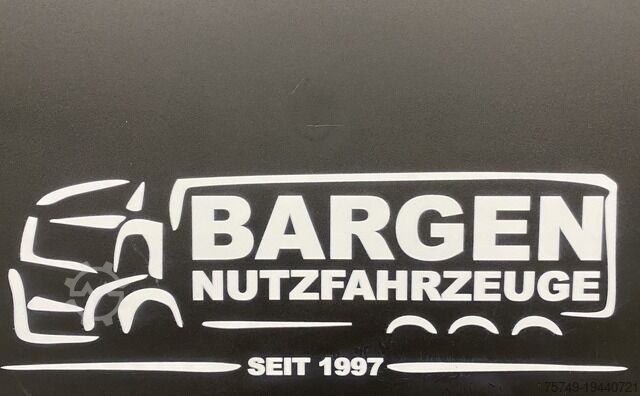 BARGEN
NUTZFAHRZEUGE
SEIT 1997
75749-19440721